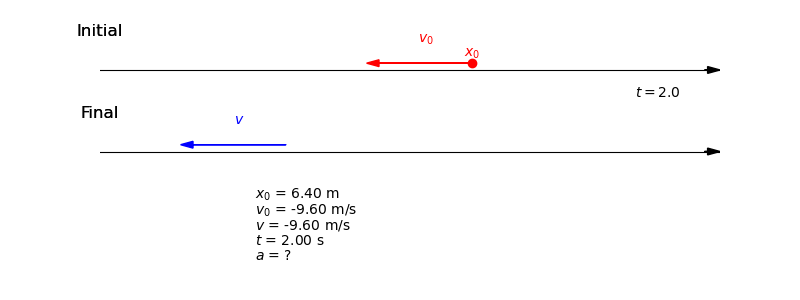 Initial
v₀
x₀
t = 2.0
Final
v
x₀ = 6.40 m
v₀ = -9.60 m/s
v = -9.60 m/s
t = 2.00 s
a = ?